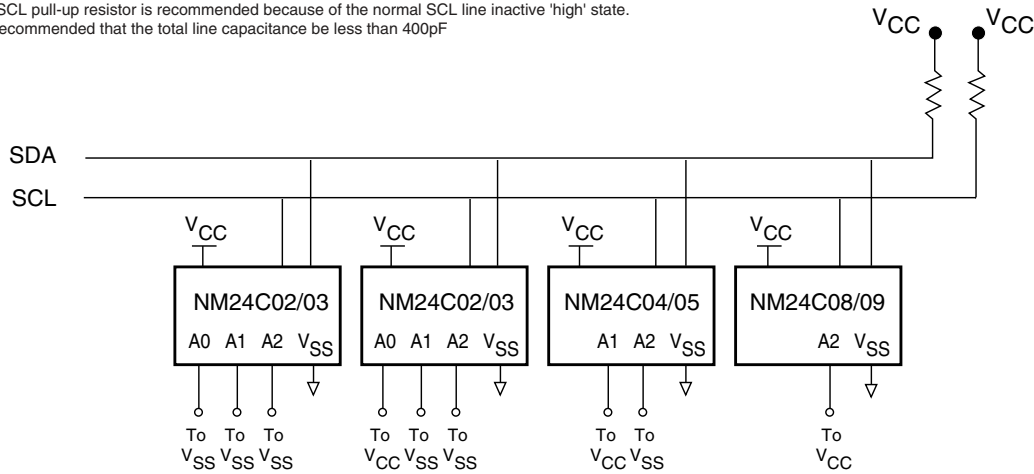 SCL pull-up resistor is recommended because of the normal SCL line inactive 'high' state.
ecommended that the total line capacitance be less than 400pF
VCC VCC
SDA
SCL
VCC VCC VCC VCC
NM24C02/03 NM24C02/03 NM24C04/05 NM24C08/09
A0 A1 A2 VSS A0 A1 A2 VSS A1 A2 VSS A2 VSS
To To To To To To To To To
VSS VSS VSS VCC VSS VSS VCC VSS VCC